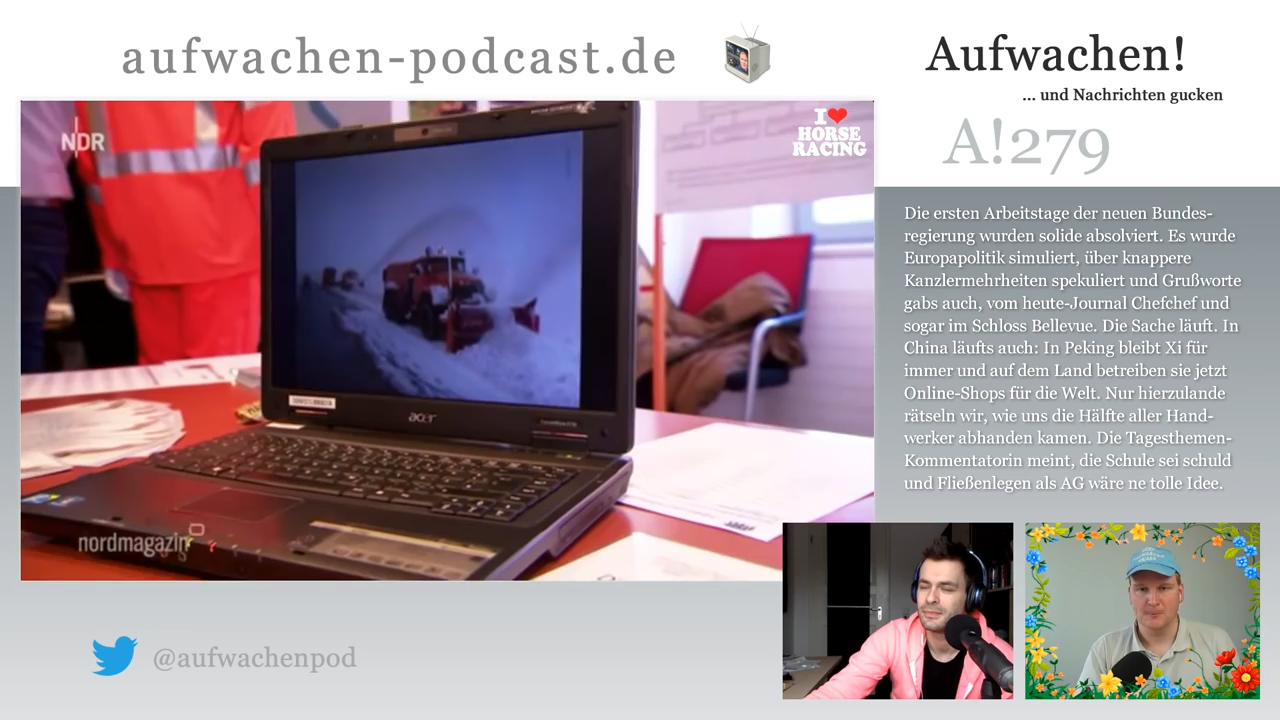 aufwachen-podcast.de
Aufwachen!
... und Nachrichten gucken
A!279
NDR
I
HORSE
RACING
acer
nordmagazin
Die ersten Arbeitstage der neuen Bundes-
regierung wurden solide absolviert. Es wurde
Europapolitik simuliert, über knappere
Kanzlermehrheiten spekuliert und Grußworte
gabs auch, vom heute-Journal Chefchef und
sogar im Schloss Bellevue. Die Sache läuft. In
China läufts auch: In Peking bleibt Xi für
immer und auf dem Land betreiben sie jetzt
Online-Shops für die Welt. Nur hierzulande
rätseln wir, wie uns die Hälfte aller Hand-
werker abhanden kamen. Die Tagesthemen-
Kommentatorin meint, die Schule sei schuld
und Fließenlegen als AG wäre ne tolle Idee.
@aufwachenpod